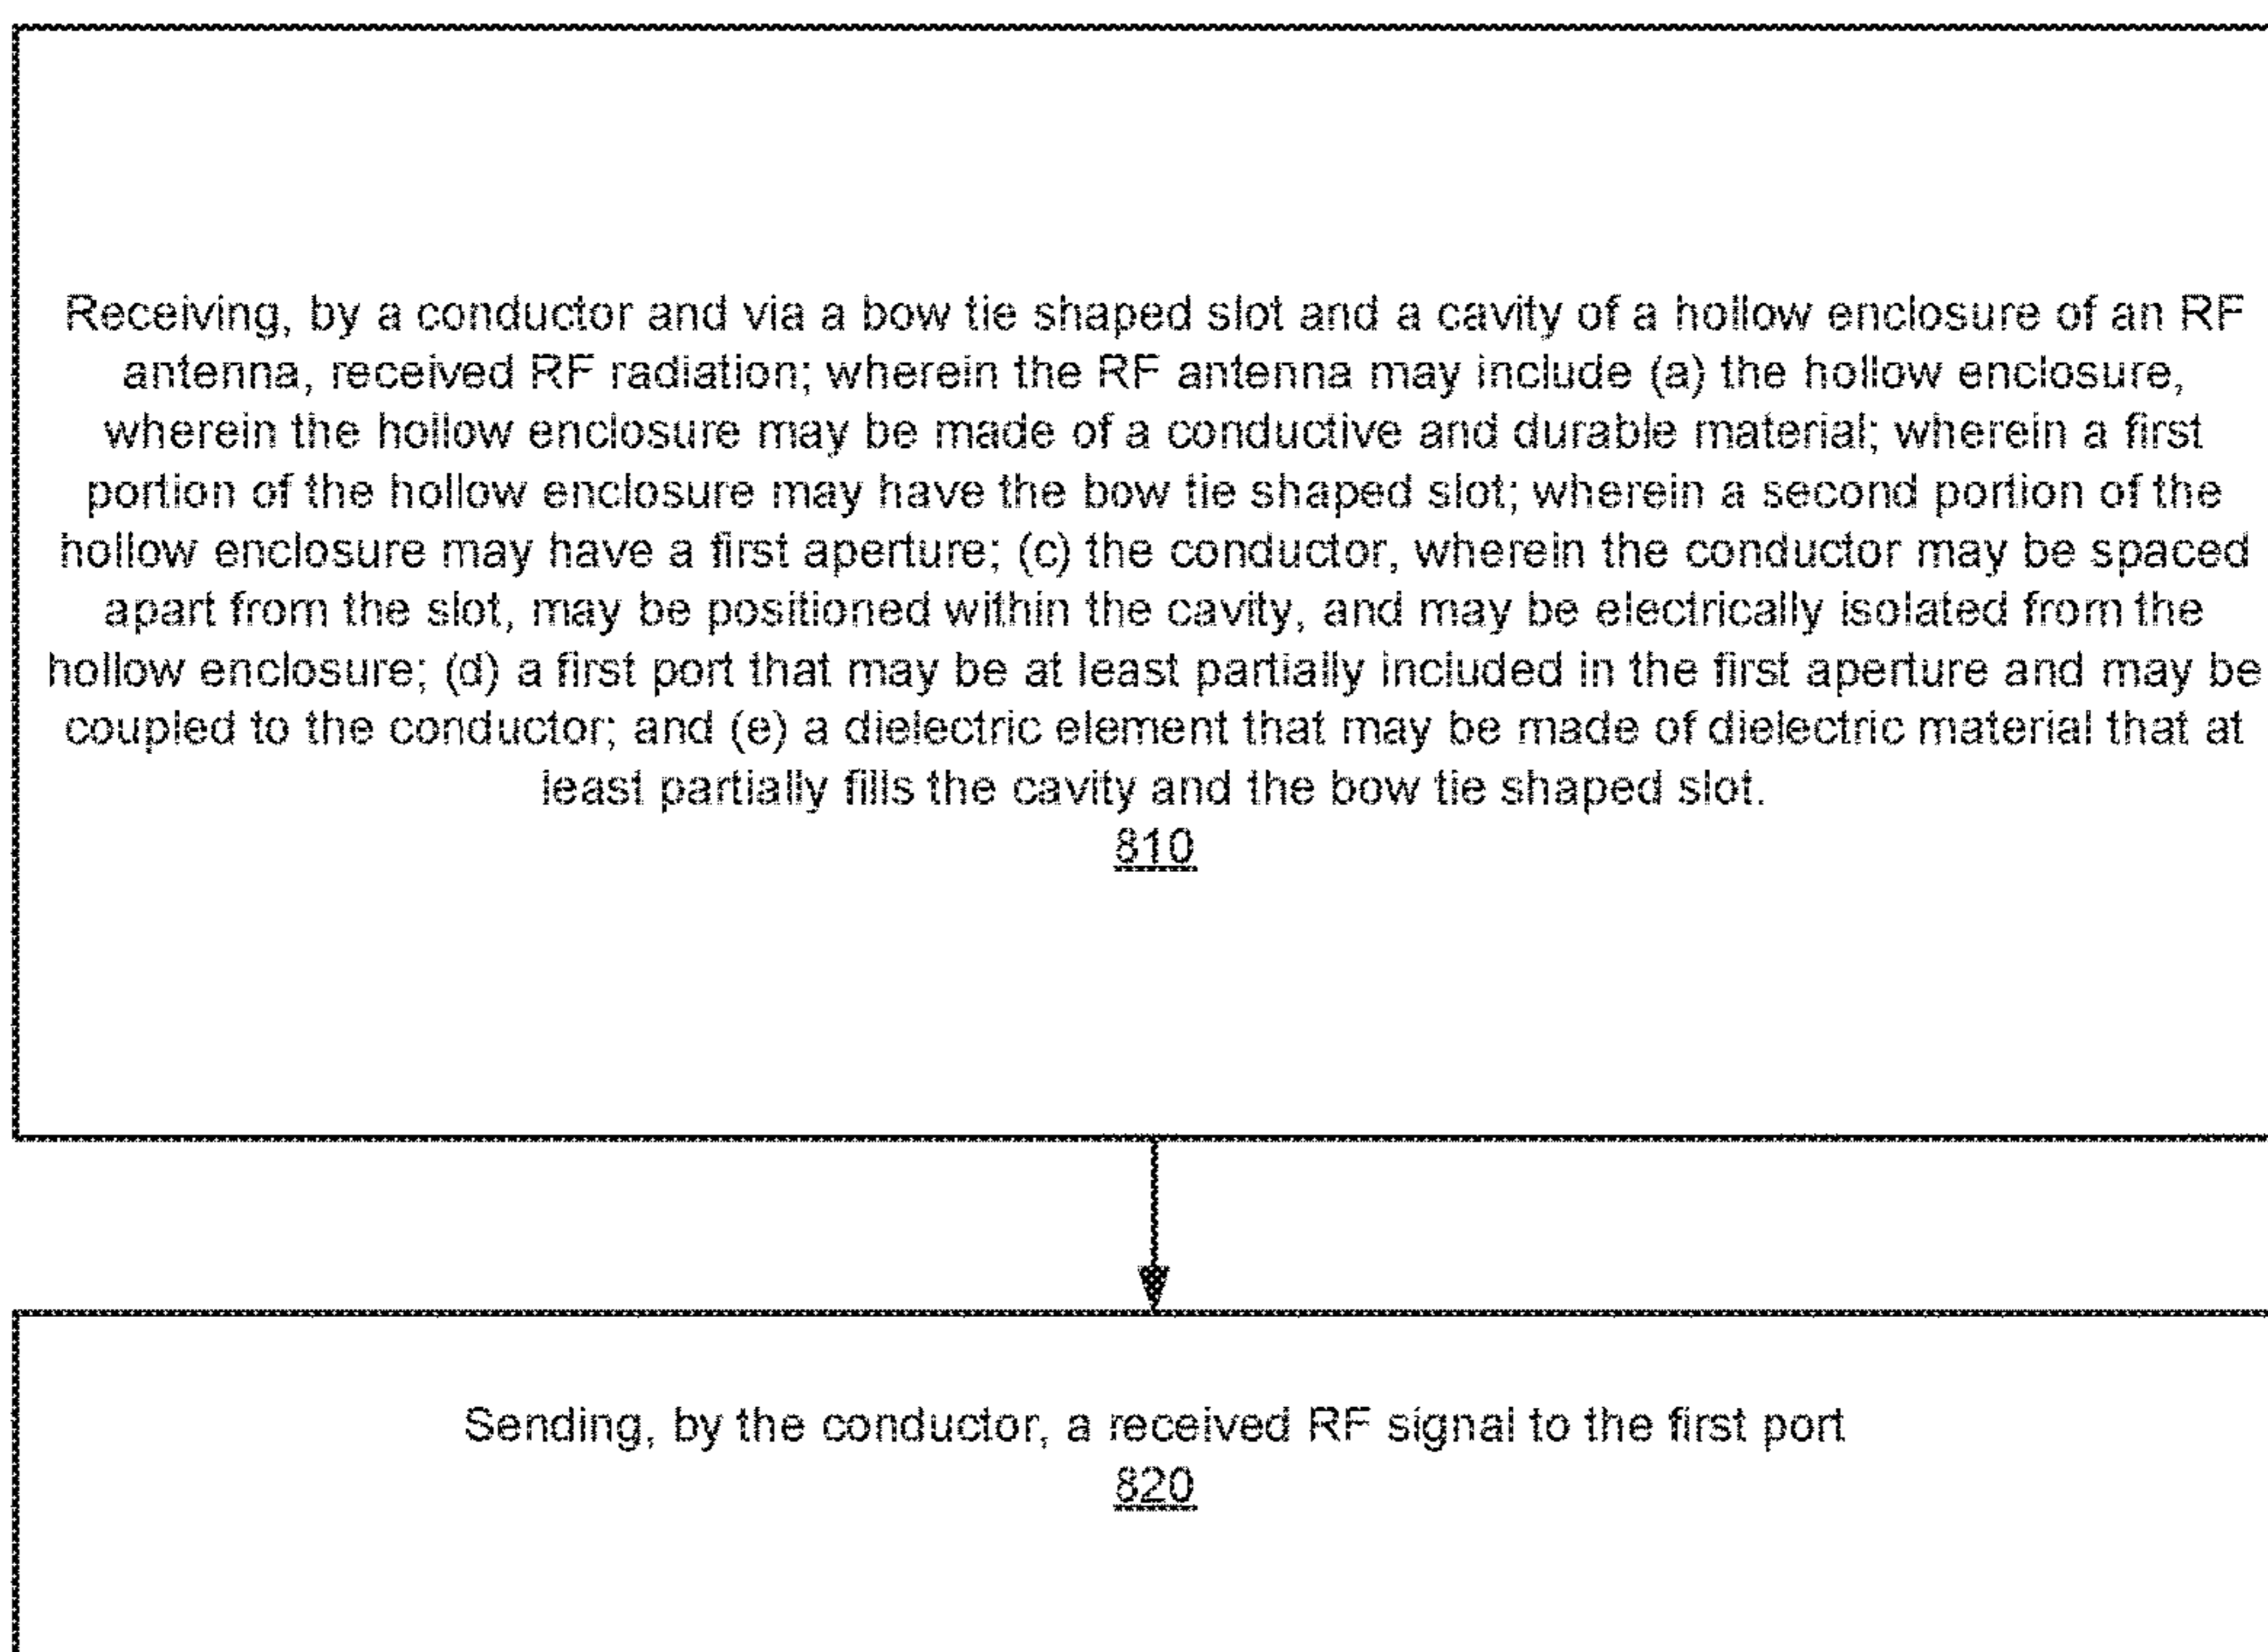 Receiving, by a conductor and via a bow tie shaped slot and a cavity of a hollow enclosure of an RF
antenna, received RF radiation; wherein the RF antenna may include (a) the hollow enclosure,
wherein the hollow enclosure may be made of a conductive and durable material; wherein a first
portion of the hollow enclosure may have the bow tie shaped slot; wherein a second portion of the
hollow enclosure may have a first aperture; (c) the conductor, wherein the conductor may be spaced
apart from the slot, may be positioned within the cavity, and may be electrically isolated from the
hollow enclosure; (d) a first port that may be at least partially included in the first aperture and may be
coupled to the conductor; and (e) a dielectric element that may be made of dielectric material that at
least partially fills the cavity and the bow tie shaped slot.
810
Sending, by the conductor, a received RF signal to the first port
820